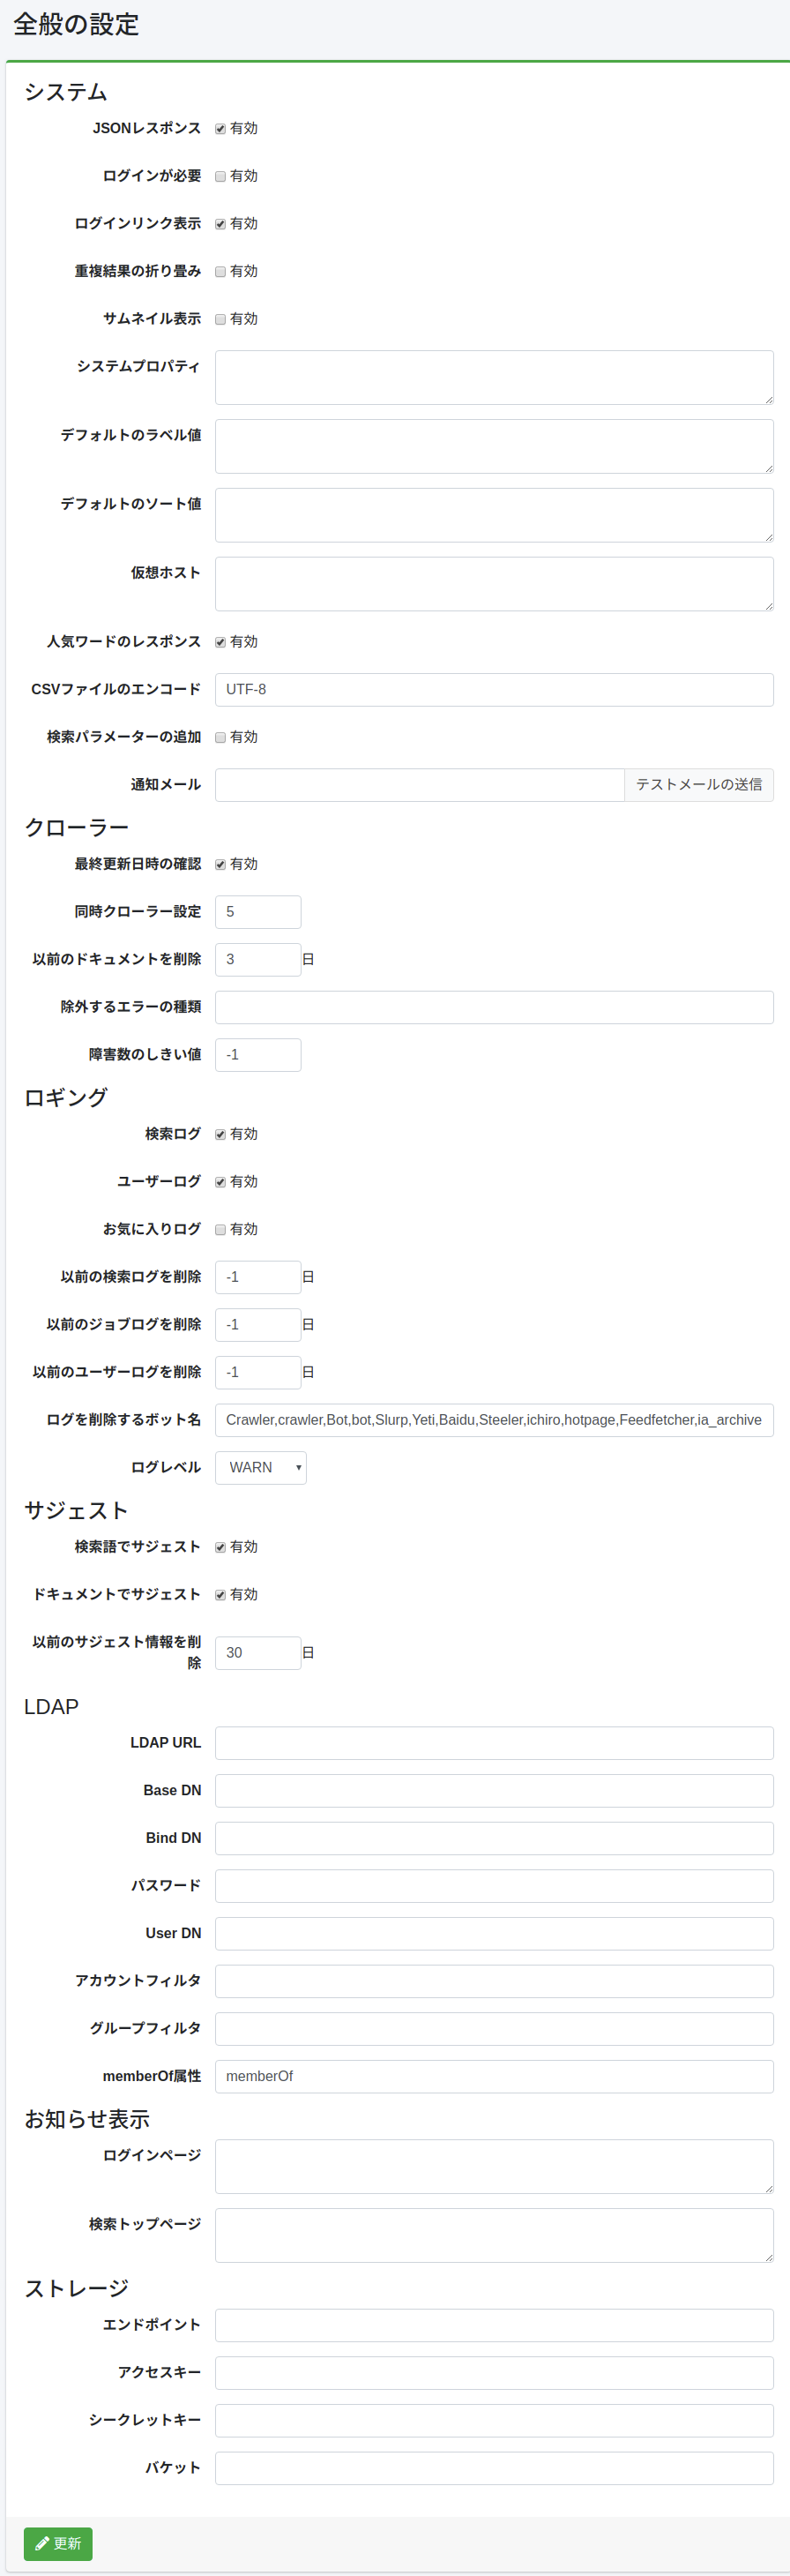 全般の設定
システム
JSONレスポンス 有効
ログインが必要 有効
ログインリンク表示 有効
重複結果の折り畳み 有効
サムネイル表示 有効
システムプロパティ
デフォルトのラベル値
デフォルトのソート値
仮想ホスト
人気ワードのレスポンス 有効
CSVファイルのエンコード UTF-8
検索パラメーターの追加 有効
通知メール テストメールの送信
クローラー
最終更新日時の確認 有効
同時クローラー設定 5
以前のドキュメントを削除 3 日
除外するエラーの種類
障害数のしきい値 -1
ロギング
検索ログ 有効
ユーザーログ 有効
お気に入りログ 有効
以前の検索ログを削除 -1 日
以前のジョブログを削除 -1 日
以前のユーザーログを削除 -1 日
ログを削除するボット名 Crawler,crawler,Bot,bot,Slurp,Yeti,Baidu,Steeler,ichiro,hotpage,Feedfetcher,ia_archive
ログレベル WARN
サジェスト
検索語でサジェスト 有効
ドキュメントでサジェスト 有効
以前のサジェスト情報を削
除 30 日
LDAP
LDAP URL
Base DN
Bind DN
パスワード
User DN
アカウントフィルタ
グループフィルタ
memberOf属性 memberOf
お知らせ表示
ログインページ
検索トップページ
ストレージ
エンドポイント
アクセスキー
シークレットキー
バケット
更新